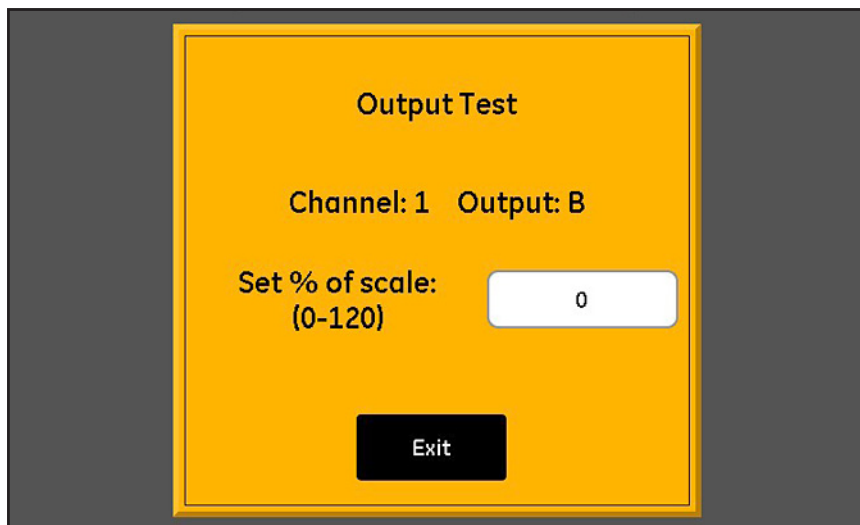 Output Test
Channel: 1 Output: B
Set % of scale:
(0-120)
0
Exit